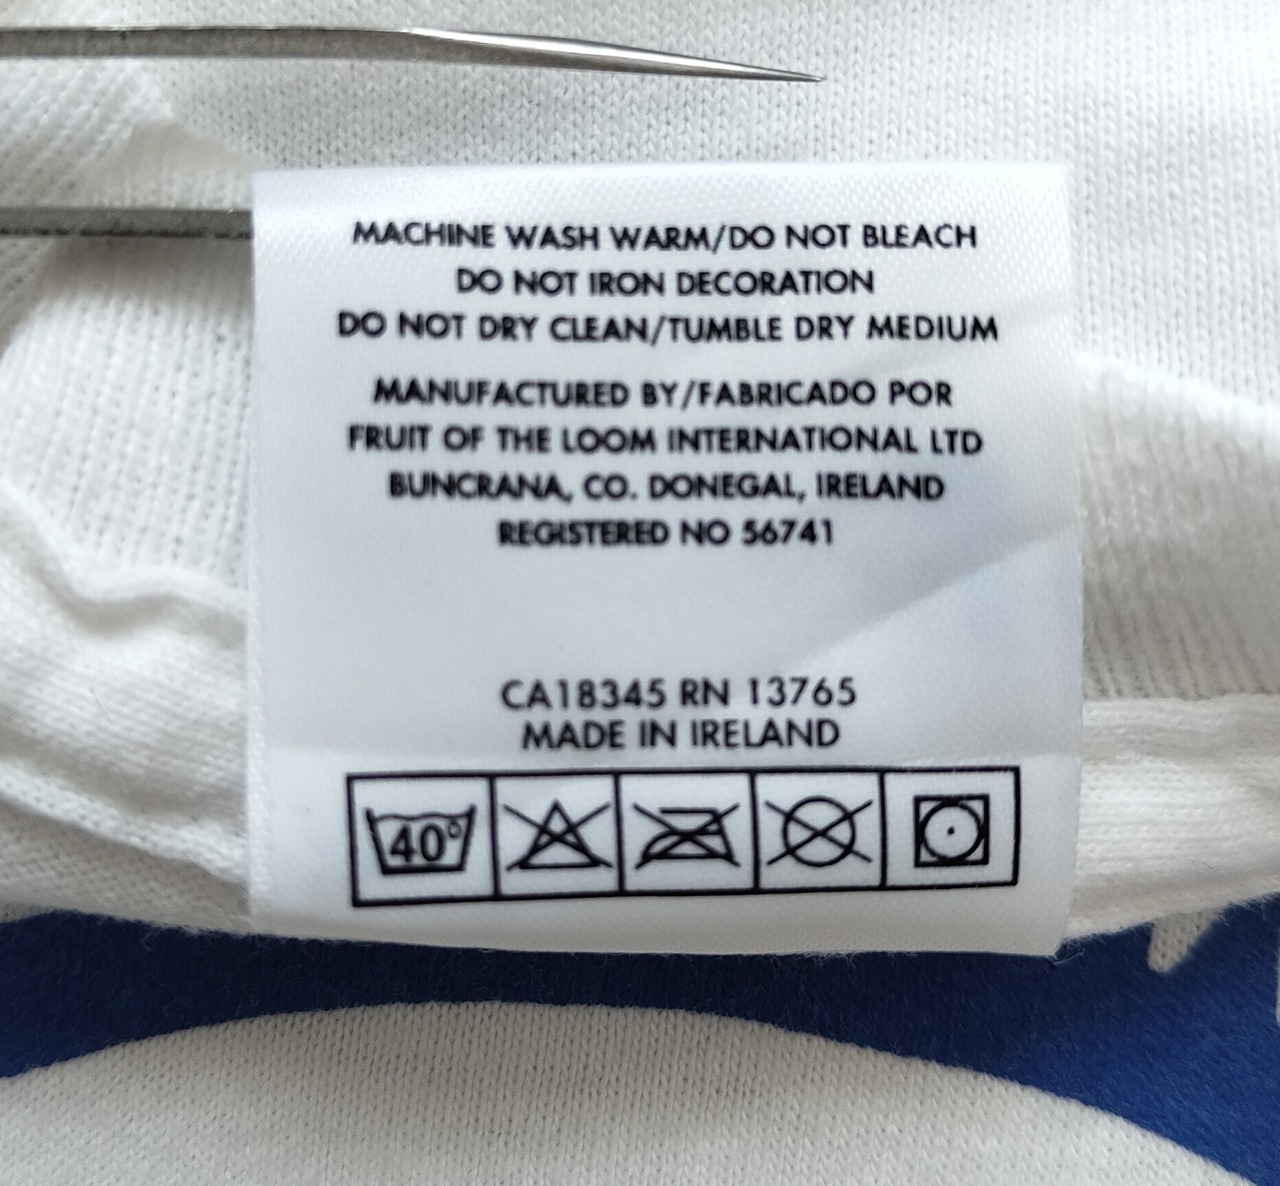 MACHINE WASH WARM/DO NOT BLEACH
DO NOT IRON DECORATION
DO NOT DRY CLEAN/TUMBLE DRY MEDIUM
MANUFACTURED BY/FABRICADO POR
FRUIT OF THE LOOM INTERNATIONAL LTD
BUNCRANA, CO. DONEGAL, IRELAND
REGISTERED NO 56741
CA18345 RN 13765
MADE IN IRELAND
40°